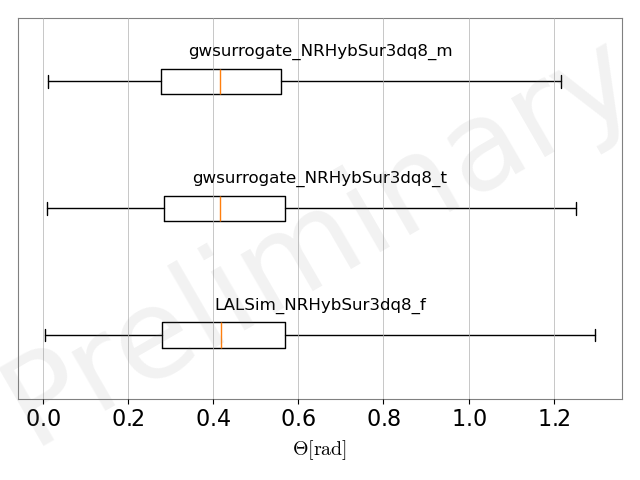 gwsurrogate_NRHybSur3dq8_m
gwsurrogate_NRHybSur3dq8_t
LALSim_NRHybSur3dq8_f
Preliminary
0.0 0.2 0.4 0.6 0.8 1.0 1.2
Θ[rad]